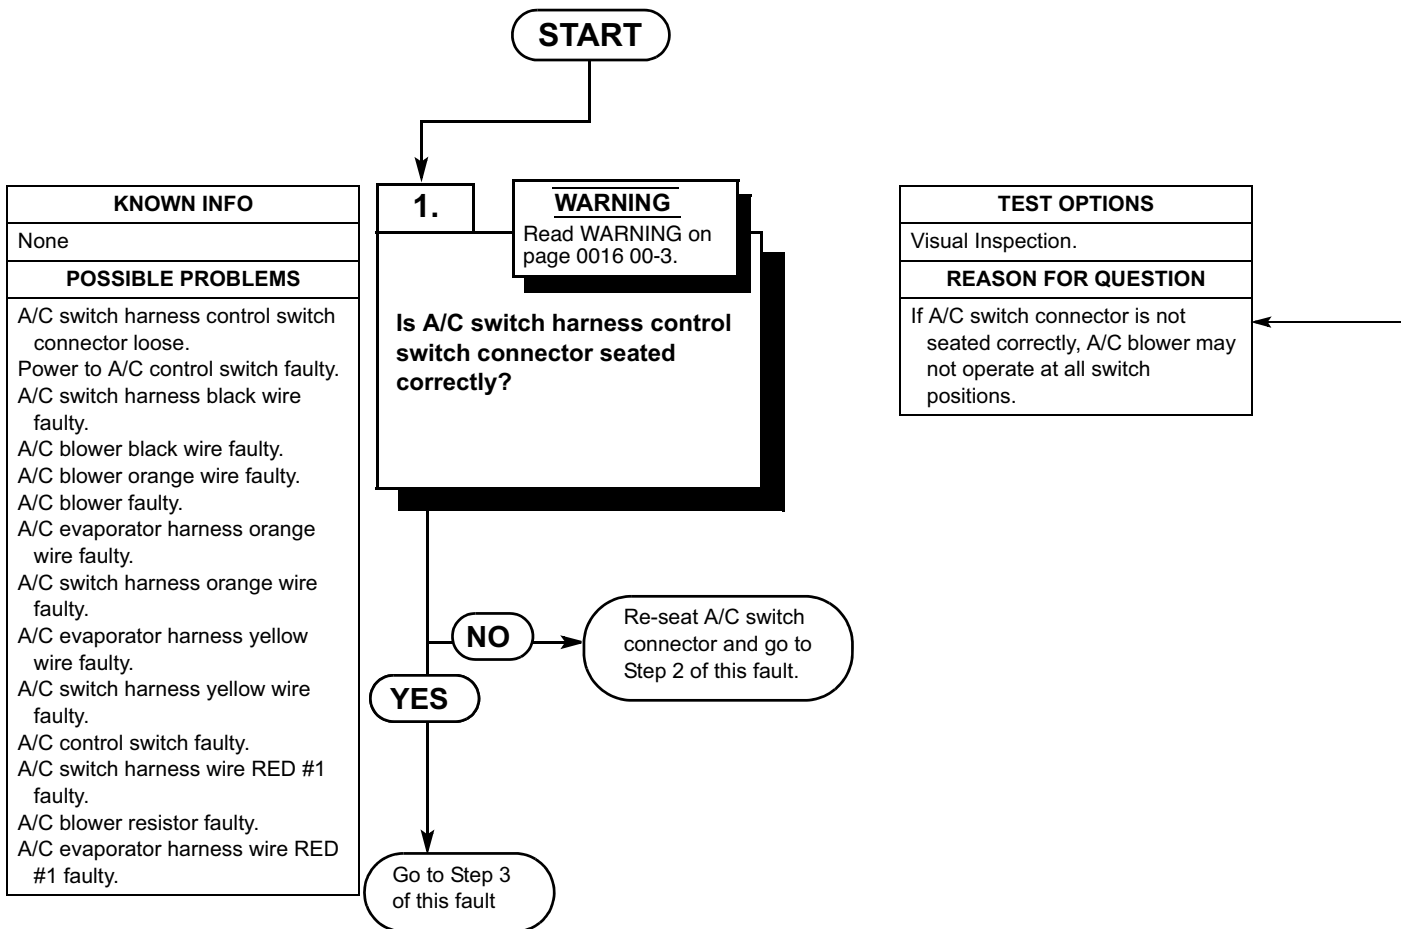 START
KNOWN INFO
None
POSSIBLE PROBLEMS
A/C switch harness control switch
connector loose.
Power to A/C control switch faulty.
A/C switch harness black wire
faulty.
A/C blower black wire faulty.
A/C blower orange wire faulty.
A/C blower faulty.
A/C evaporator harness orange
wire faulty.
A/C switch harness orange wire
faulty.
A/C evaporator harness yellow
wire faulty.
A/C switch harness yellow wire
faulty.
A/C control switch faulty.
A/C switch harness wire RED #1
faulty.
A/C blower resistor faulty.
A/C evaporator harness wire RED
#1 faulty.
1.
WARNING
Read WARNING on
page 0016 00-3.
Is A/C switch harness control
switch connector seated
correctly?
TEST OPTIONS
Visual Inspection.
REASON FOR QUESTION
If A/C switch connector is not
seated correctly, A/C blower may
not operate at all switch
positions.
NO
Re-seat A/C switch
connector and go to
Step 2 of this fault.
YES
Go to Step 3
of this fault